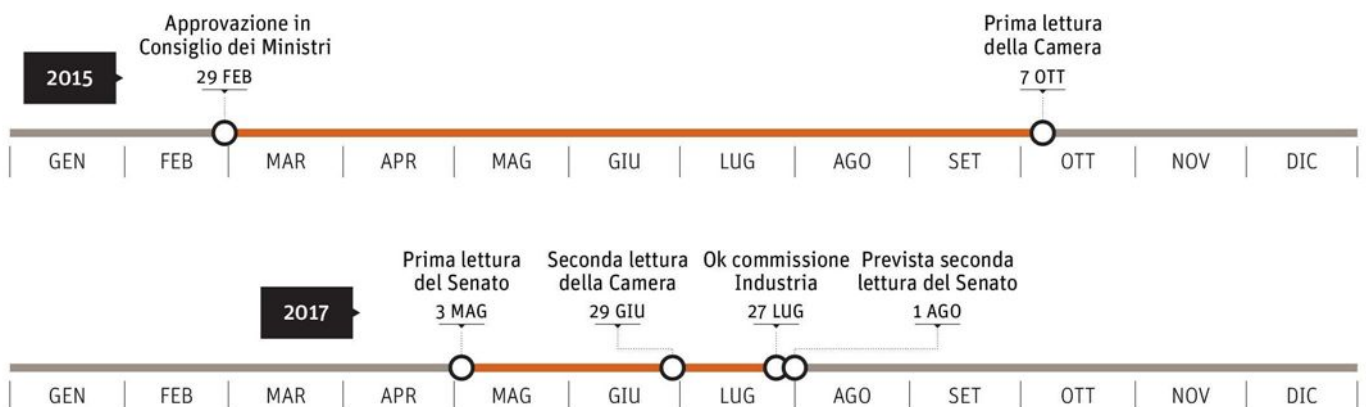 Approvazione in
Consiglio dei Ministri
29 FEB
Prima lettura
della Camera
7 OTT
2015
GEN FEB MAR APR MAG GIU LUG AGO SET OTT NOV DIC
Prima lettura
del Senato
3 MAG
Seconda lettura
della Camera
29 GIU
Ok commissione
Industria
27 LUG
Prevista seconda
lettura del Senato
1 AGO
2017
GEN FEB MAR APR MAG GIU LUG AGO SET OTT NOV DIC